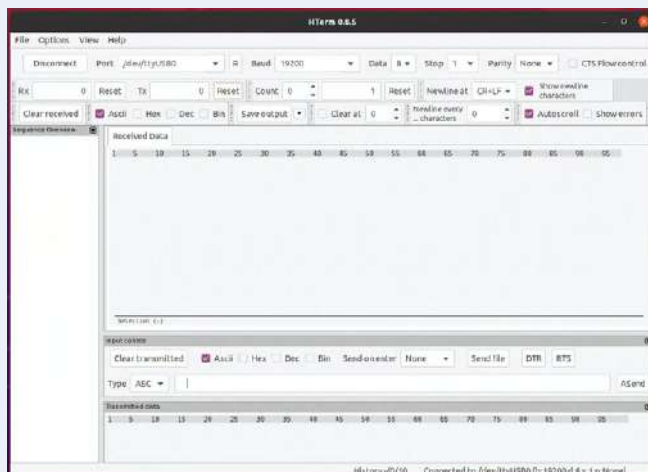 HTerm 0.8.5
File Options View Help
Disconnect Port /dev/ttyUSB0 R Baud 19200 Data 8 Stop 1 Parity None CTS Flow control
Rx 0 Reset Tx 0 Reset Count 0 1 Reset Newline at CR+LF Show newline characters
Clear received Ascii Hex Dec Bin Save output Clear at 0 Newline every ... characters 0 Autoscroll Show errors
Sequence Overview
Received Data
1 5 10 15 20 25 30 35 40 45 50 55 60 65 70 75 80 85 90 95
Selection (-)
Input control
Clear transmitted Ascii Hex Dec Bin Send on enter None Send file DTR RTS
Type ASC ASend
Transmitted data
1 5 10 15 20 25 30 35 40 45 50 55 60 65 70 75 80 85 90 95
History -/0/10 Connected to /dev/ttyUSB0